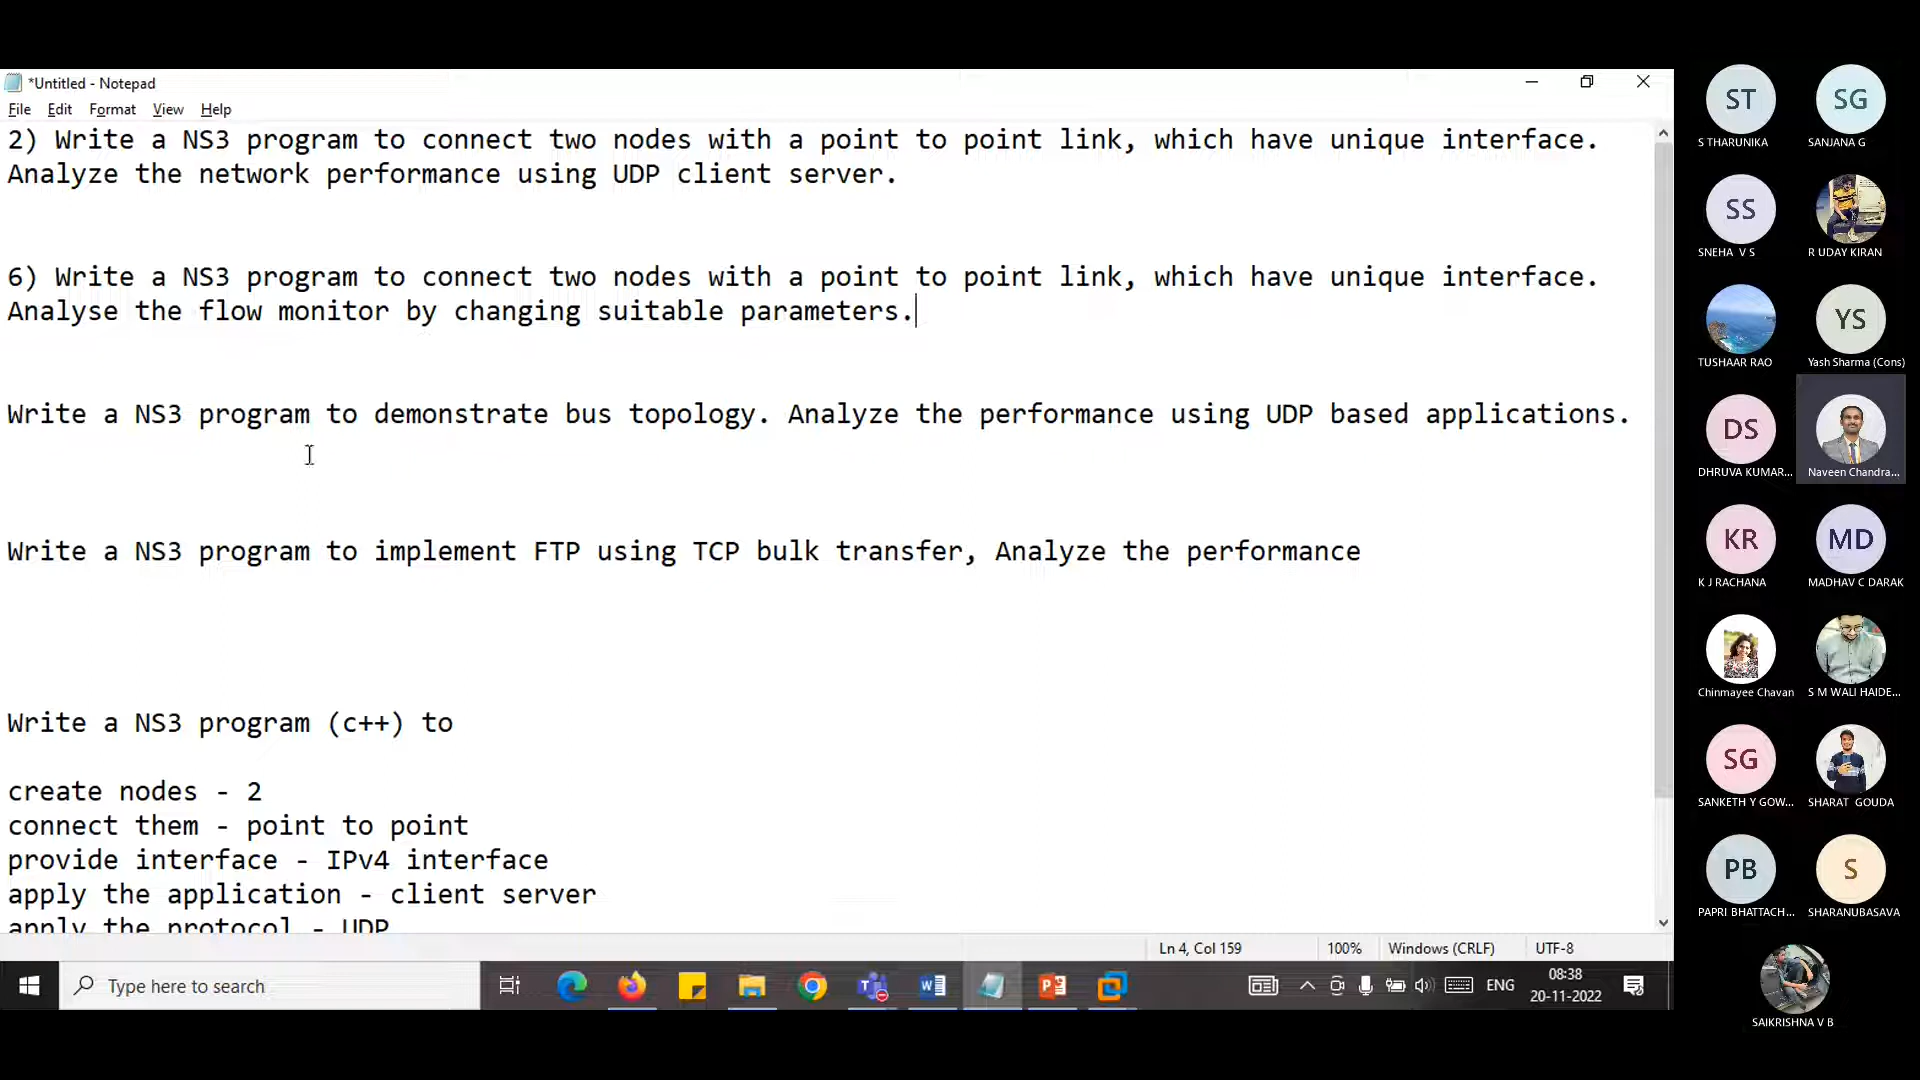 *Untitled - Notepad
File Edit Format View Help
2) Write a NS3 program to connect two nodes with a point to point link, which have unique interface.
Analyze the network performance using UDP client server.
6) Write a NS3 program to connect two nodes with a point to point link, which have unique interface.
Analyse the flow monitor by changing suitable parameters.
Write a NS3 program to demonstrate bus topology. Analyze the performance using UDP based applications.
Write a NS3 program to implement FTP using TCP bulk transfer, Analyze the performance
Write a NS3 program (c++) to
create nodes - 2
connect them - point to point
provide interface - IPv4 interface
apply the application - client server
apply the protocol - UDP
Ln 4, Col 159 100% Windows (CRLF) UTF-8
Type here to search
ENG
08:38
20-11-2022
ST SG
S THARUNIKA SANJANA G
SS
SNEHA V S R UDAY KIRAN
YS
TUSHAAR RAO Yash Sharma (Cons)
DS
DHRUVA KUMAR... Naveen Chandra...
KR MD
K J RACHANA MADHAV C DARAK
Chinmayee Chavan S M WALI HAIDE...
SG
SANKETH Y GOW... SHARAT GOUDA
PB S
PAPRI BHATTACH... SHARANUBASAVA
SAIKRISHNA V B